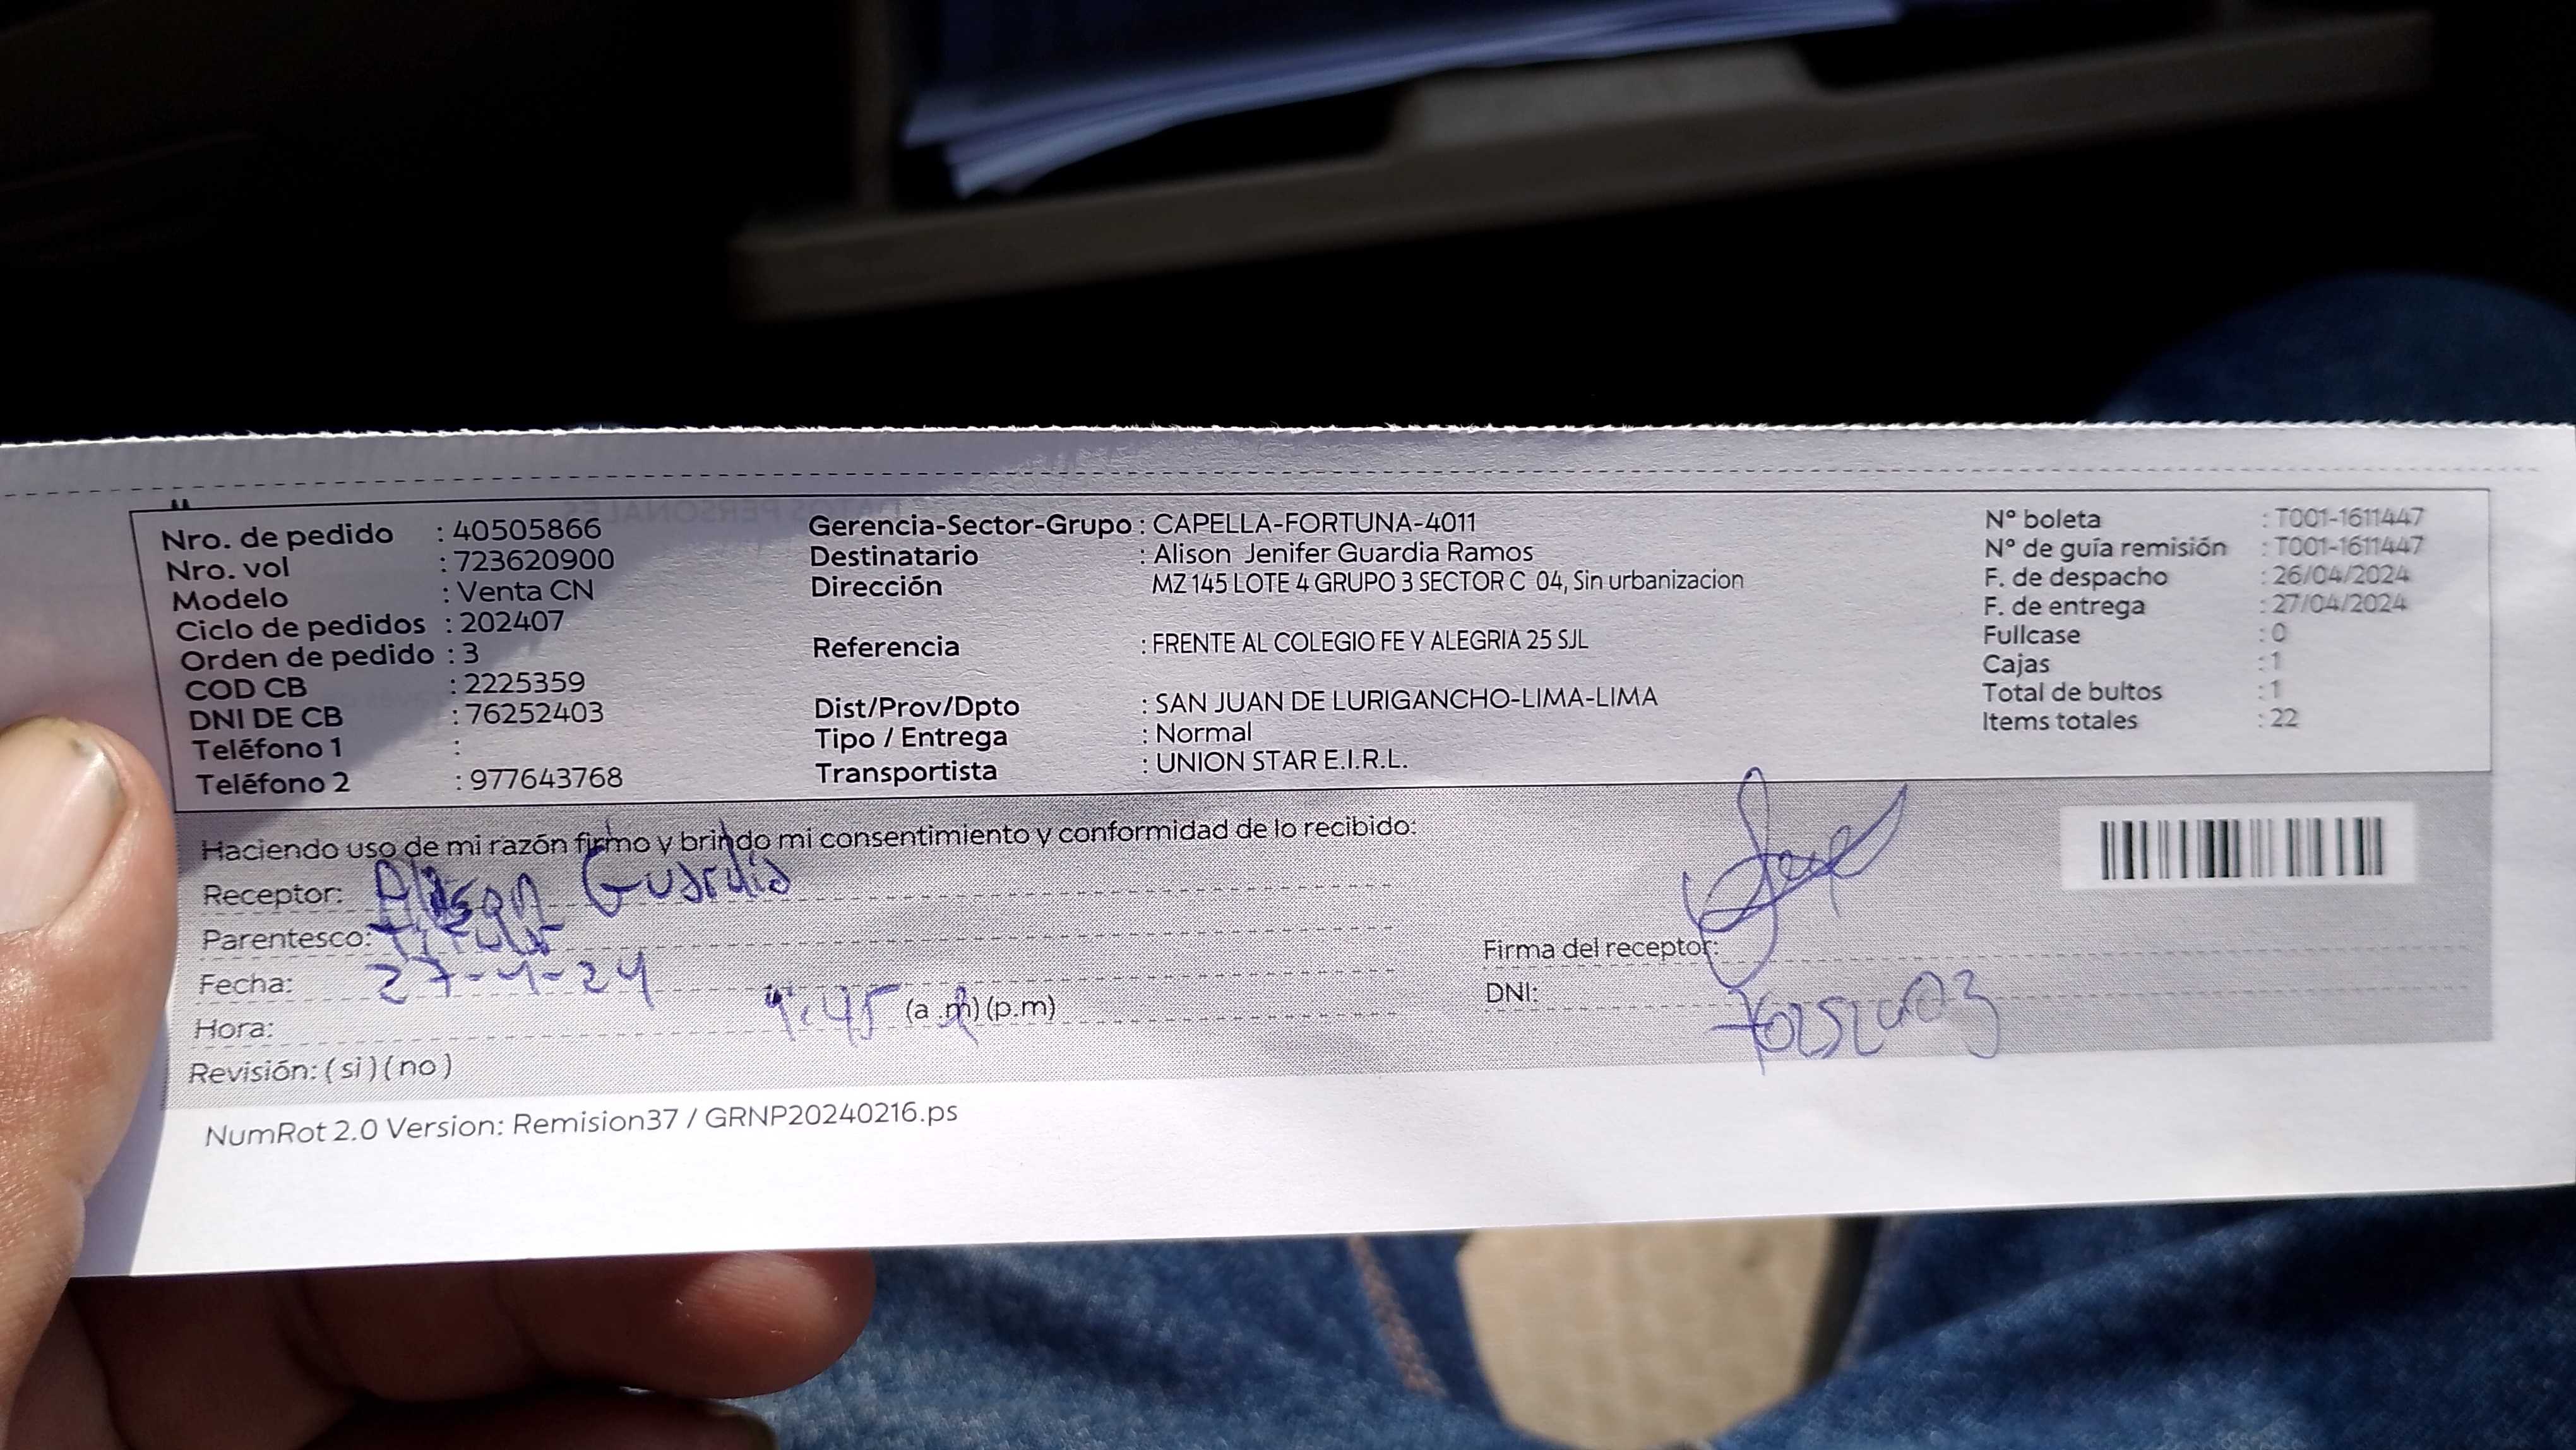 Nro. de pedido : 40505866
Nro. vol : 723620900
Modelo : Venta CN
Ciclo de pedidos : 202407
Orden de pedido : 3
COD CB : 2225359
DNI DE CB : 76252403
Teléfono 1 :
Teléfono 2 : 977643768
Gerencia-Sector-Grupo : CAPELLA-FORTUNA-4011
Destinatario : Alison Jenifer Guardia Ramos
Dirección MZ 145 LOTE 4 GRUPO 3 SECTOR C 04, Sin urbanizacion
Referencia : FRENTE AL COLEGIO FE Y ALEGRIA 25 SJL
Dist/Prov/Dpto : SAN JUAN DE LURIGANCHO-LIMA-LIMA
Tipo / Entrega : Normal
Transportista : UNION STAR E.I.R.L.
N° boleta : T001-1611447
N° de guía remisión : T001-1611447
F. de despacho : 26/04/2024
F. de entrega : 27/04/2024
Fullcase : 0
Cajas : 1
Total de bultos : 1
Items totales : 22
Haciendo uso de mi razón firmo y brindo mi consentimiento y conformidad de lo recibido:
Receptor: Alison Guardia
Parentesco: Titular
Fecha: 27-4-24
Hora: (a.m) (p.m)
Revisión: ( si ) ( no )
Firma del receptor:
DNI: 76252403
NumRot 2.0 Version: Remision37 / GRNP20240216.ps